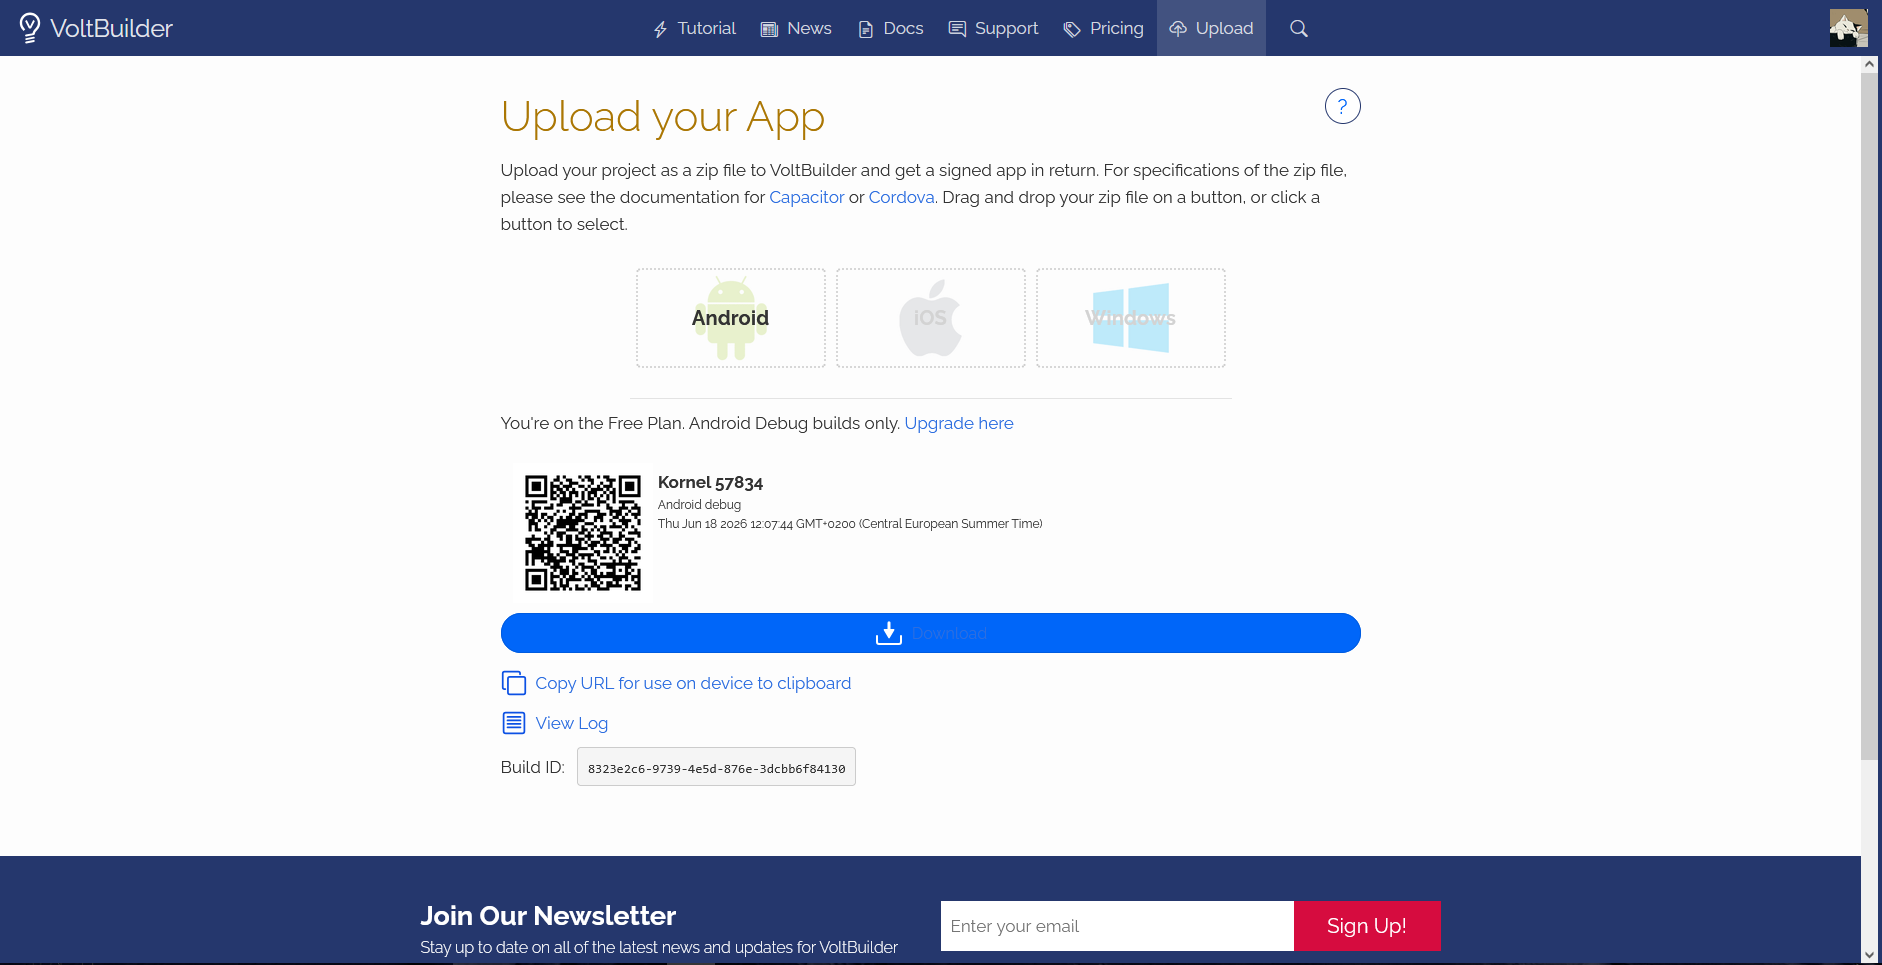 VoltBuilder
Tutorial
News
Docs
Support
Pricing
Upload
Upload your App
?
Upload your project as a zip file to VoltBuilder and get a signed app in return. For specifications of the zip file,
please see the documentation for Capacitor or Cordova. Drag and drop your zip file on a button, or click a
button to select.
Android
iOS
Windows
You're on the Free Plan. Android Debug builds only. Upgrade here
Kornel 57834
Android debug
Thu Jun 18 2026 12:07:44 GMT+0200 (Central European Summer Time)
Download
Copy URL for use on device to clipboard
View Log
Build ID: 8323e2c6-9739-4e5d-876e-3dcbb6f84130
Join Our Newsletter
Stay up to date on all of the latest news and updates for VoltBuilder
Enter your email
Sign Up!